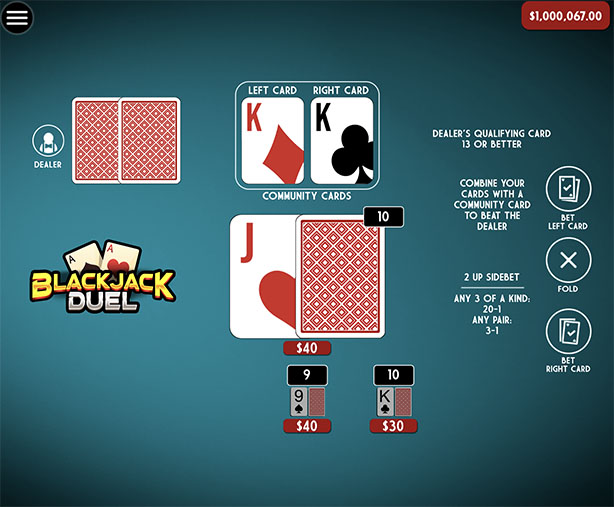 $1,000,067.00
LEFT CARD
RIGHT CARD
K
K
DEALER
COMMUNITY CARDS
DEALER'S QUALIFYING CARD
13 OR BETTER
COMBINE YOUR
CARDS WITH A
COMMUNITY CARD
TO BEAT THE
DEALER
BET
LEFT CARD
10
J
A
A
BLACKJACK
DUEL
FOLD
2 UP SIDEBET
ANY 3 OF A KIND:
20-1
ANY PAIR:
3-1
BET
RIGHT CARD
$40
9
10
9
K
$40
$30